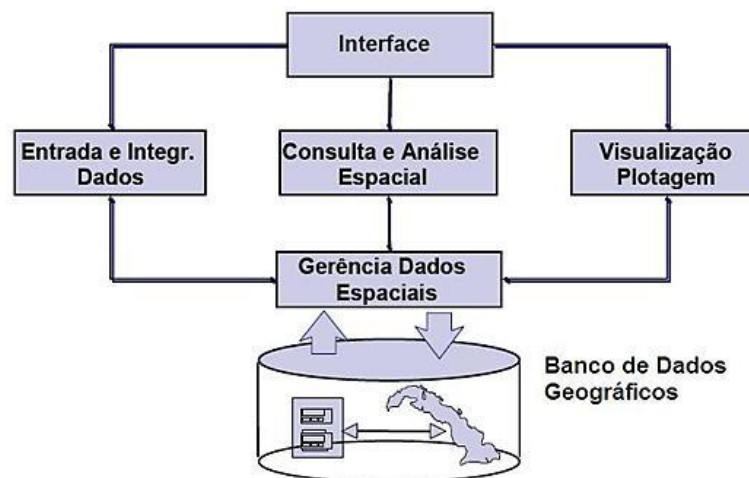 Interface
Entrada e Integr.
Dados
Consulta e Análise
Espacial
Visualização
Plotagem
Gerência Dados
Espaciais
Banco de Dados
Geográficos